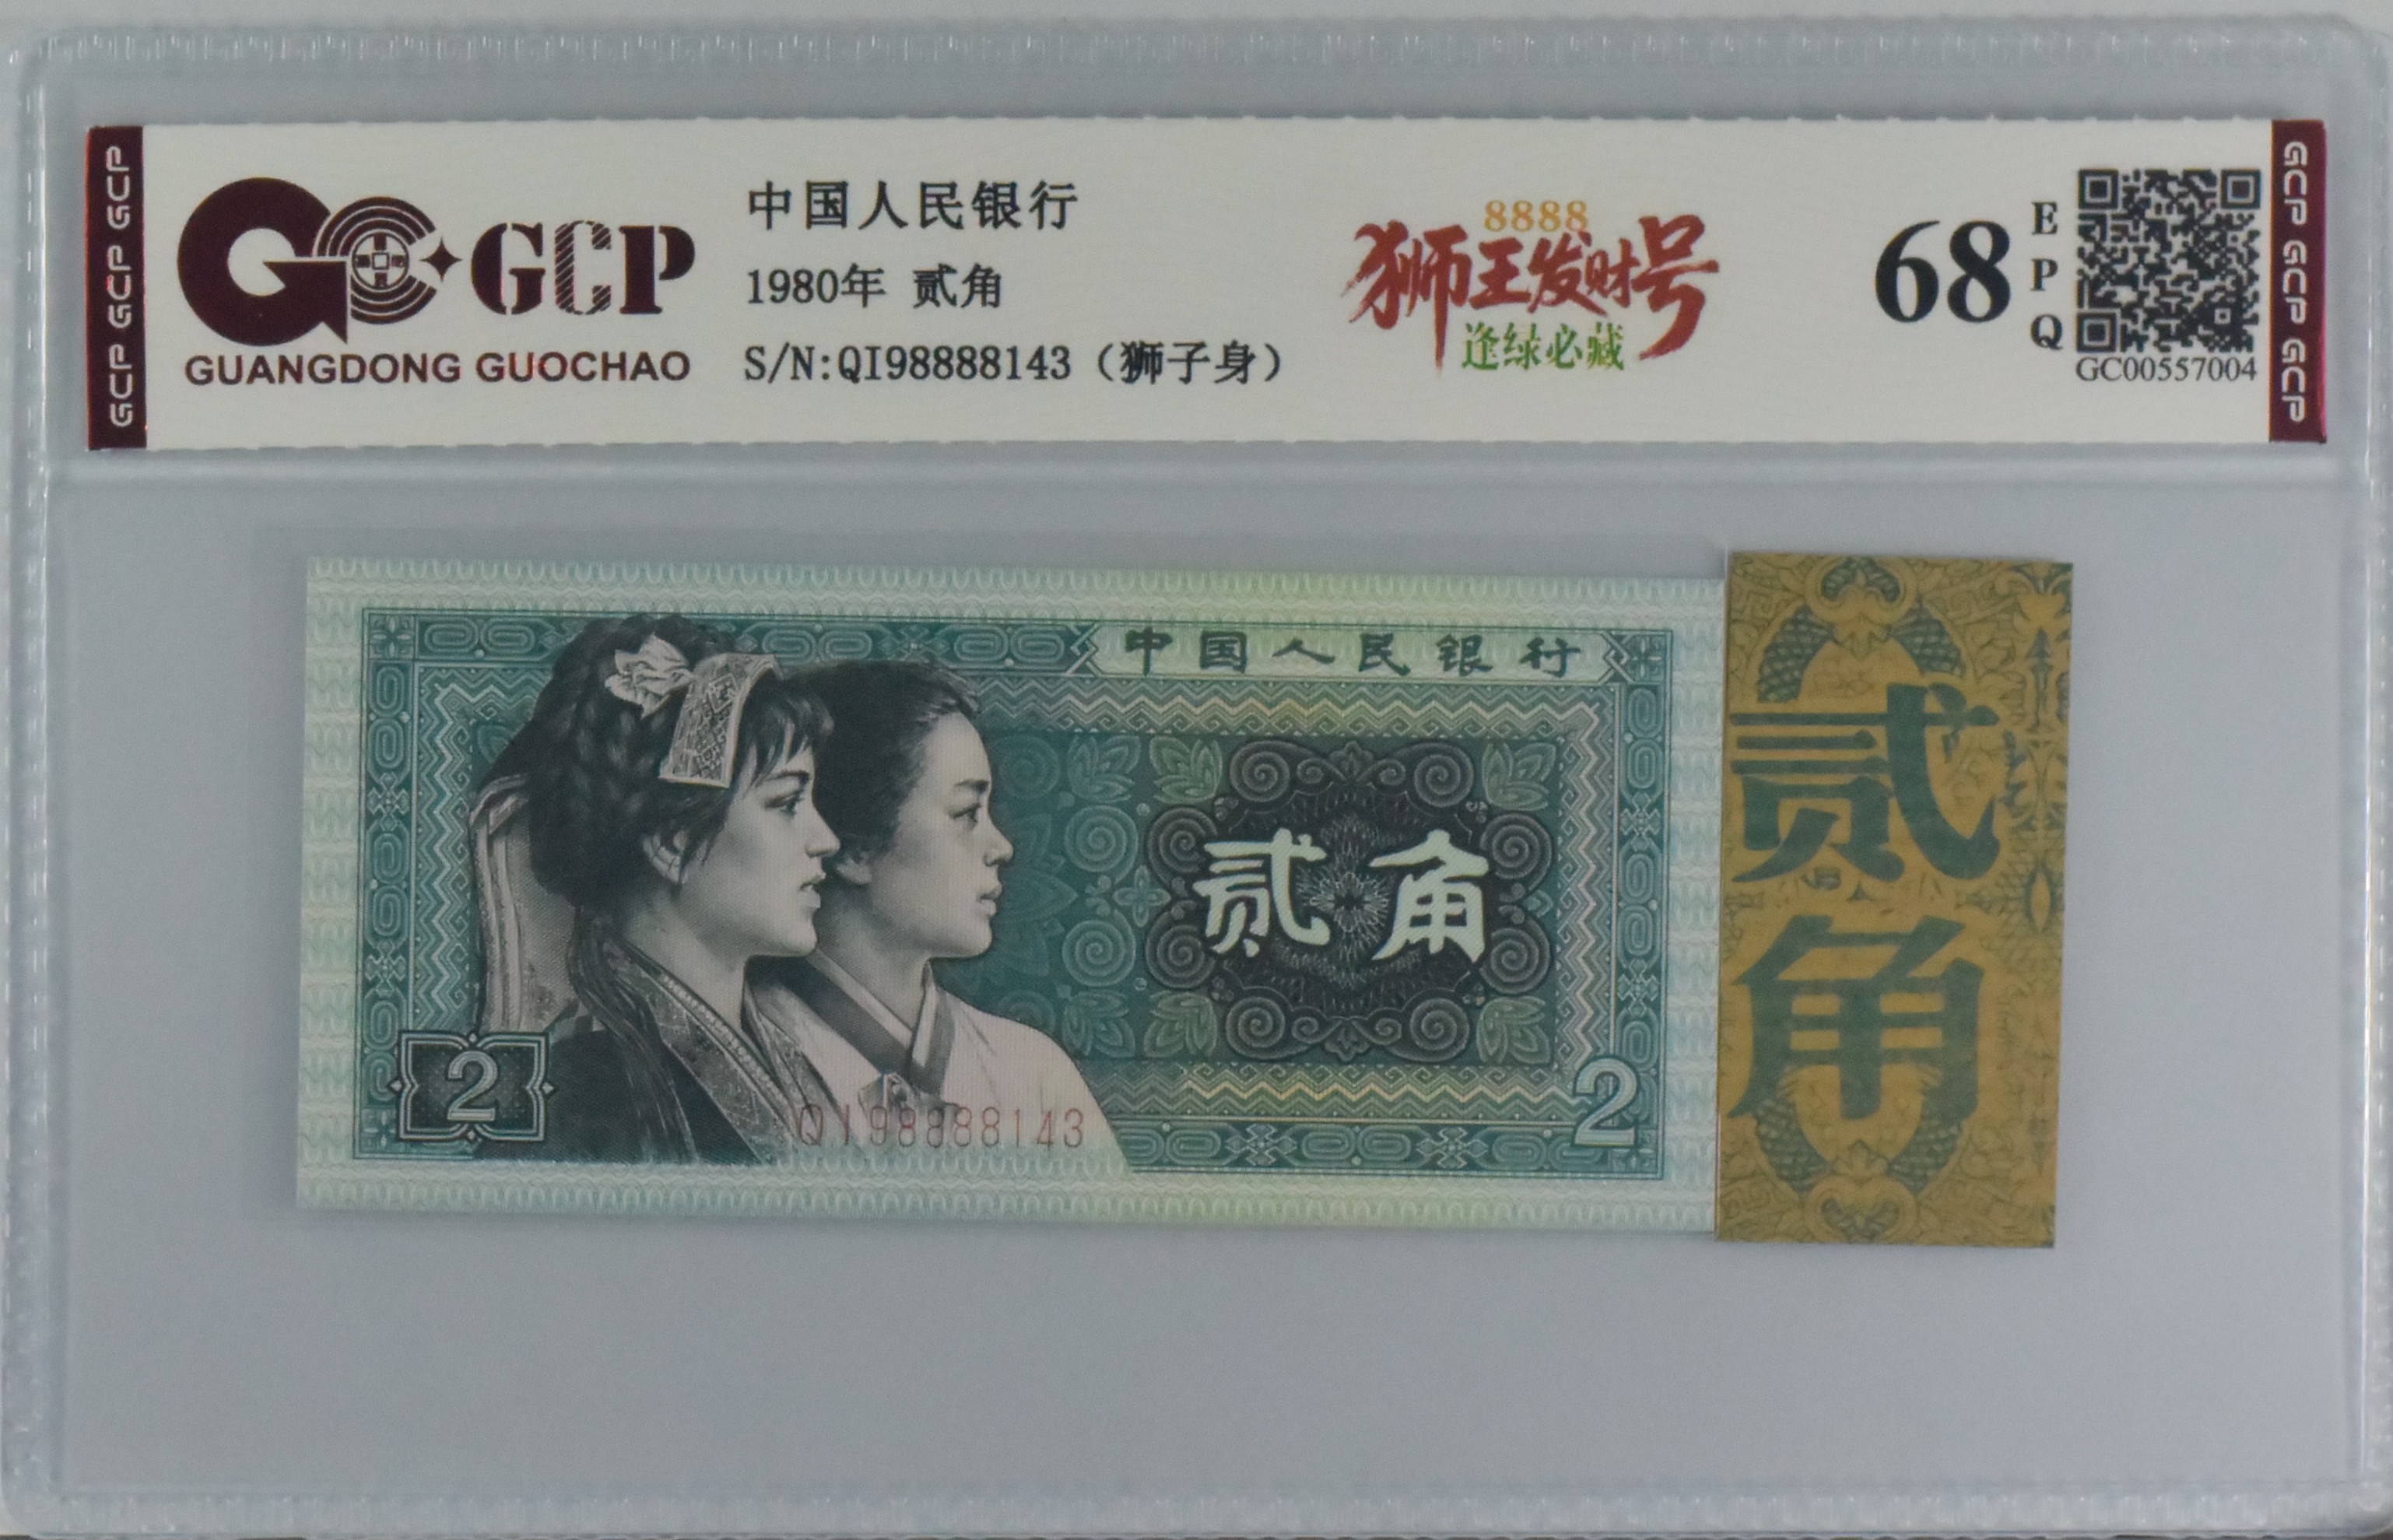 GCP GCP GCP
GCP
GUANGDONG GUOCHAO
中国人民银行
1980年 贰角
S/N:QI98888143（狮子身）
8888
狮王发财号
逢绿必藏
68
EPQ
GC00557004
GCP GCP GCP
中国人民银行
贰角
2
QI98888143
2
贰角